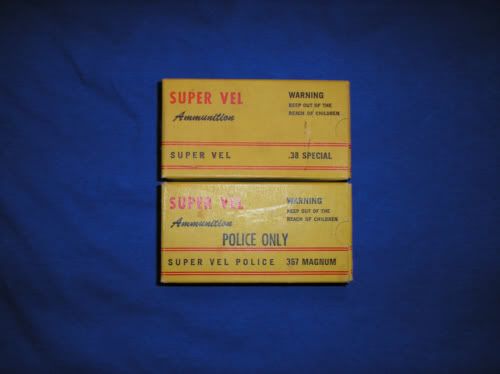 SUPER VEL
Ammunition
WARNING
KEEP OUT OF THE
REACH OF CHILDREN
SUPER VEL .38 SPECIAL
SUPER VEL
Ammunition
WARNING
KEEP OUT OF THE
REACH OF CHILDREN
POLICE ONLY
SUPER VEL POLICE 357 MAGNUM